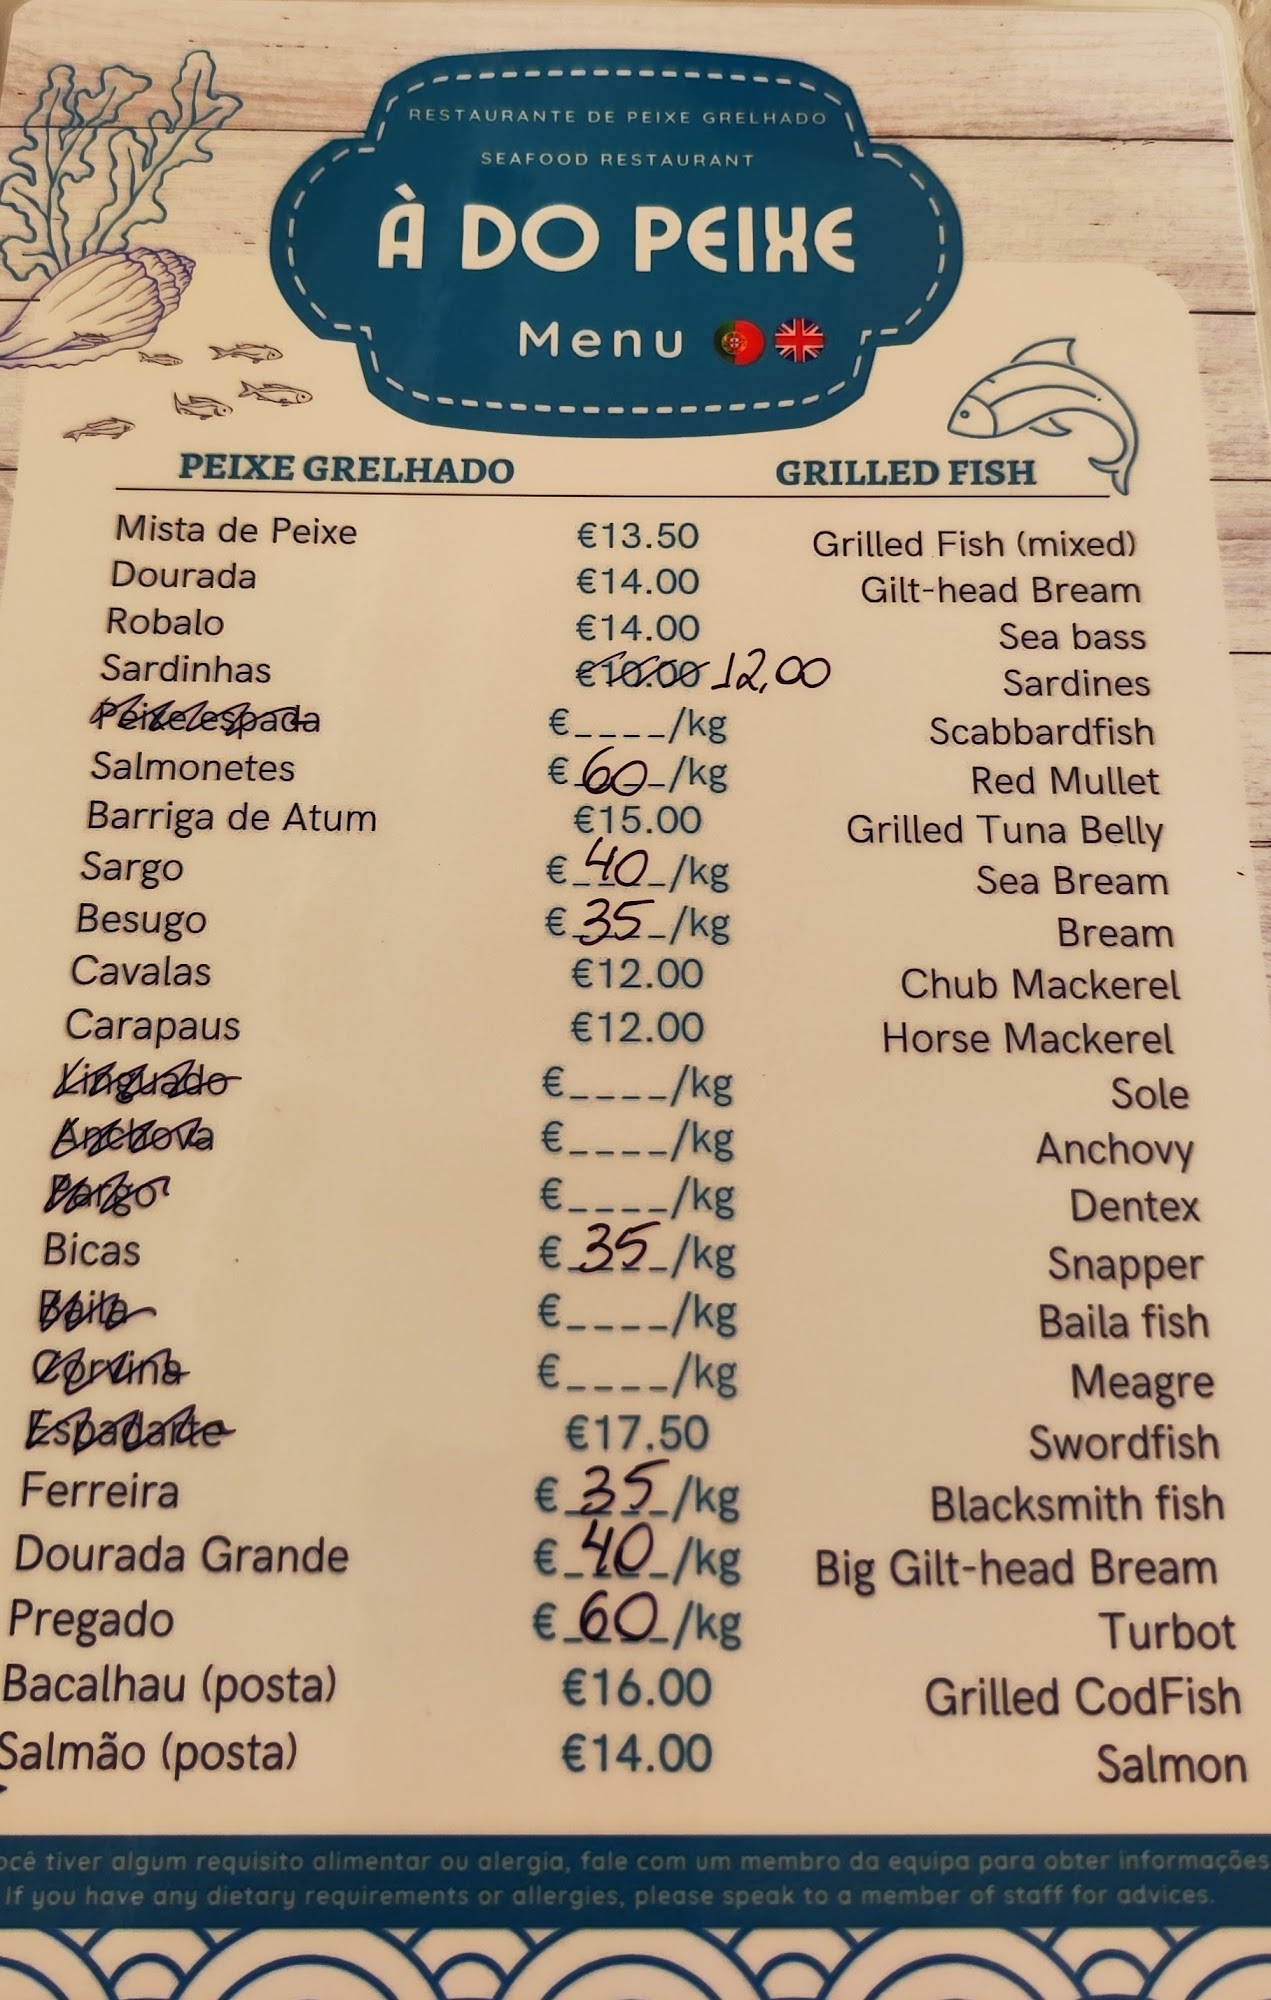 RESTAURANTE DE PEIXE GRELHADO
SEAFOOD RESTAURANT
À DO PEIXE
Menu
PEIXE GRELHADO GRILLED FISH
Mista de Peixe €13.50 Grilled Fish (mixed)
Dourada €14.00 Gilt-head Bream
Robalo €14.00 Sea bass
Sardinhas €10.00 12,00 Sardines
Peixe espada €____/kg Scabbardfish
Salmonetes €60/kg Red Mullet
Barriga de Atum €15.00 Grilled Tuna Belly
Sargo €40/kg Sea Bream
Besugo €35/kg Bream
Cavalas €12.00 Chub Mackerel
Carapaus €12.00 Horse Mackerel
Linguado €____/kg Sole
Anchova €____/kg Anchovy
Pargo €____/kg Dentex
Bicas €35/kg Snapper
Baila €____/kg Baila fish
Corvina €____/kg Meagre
Espadarte €17.50 Swordfish
Ferreira €35/kg Blacksmith fish
Dourada Grande €40/kg Big Gilt-head Bream
Pregado €60/kg Turbot
Bacalhau (posta) €16.00 Grilled CodFish
Salmão (posta) €14.00 Salmon
ocê tiver algum requisito alimentar ou alergia, fale com um membro da equipa para obter informações
If you have any dietary requirements or allergies, please speak to a member of staff for advices.